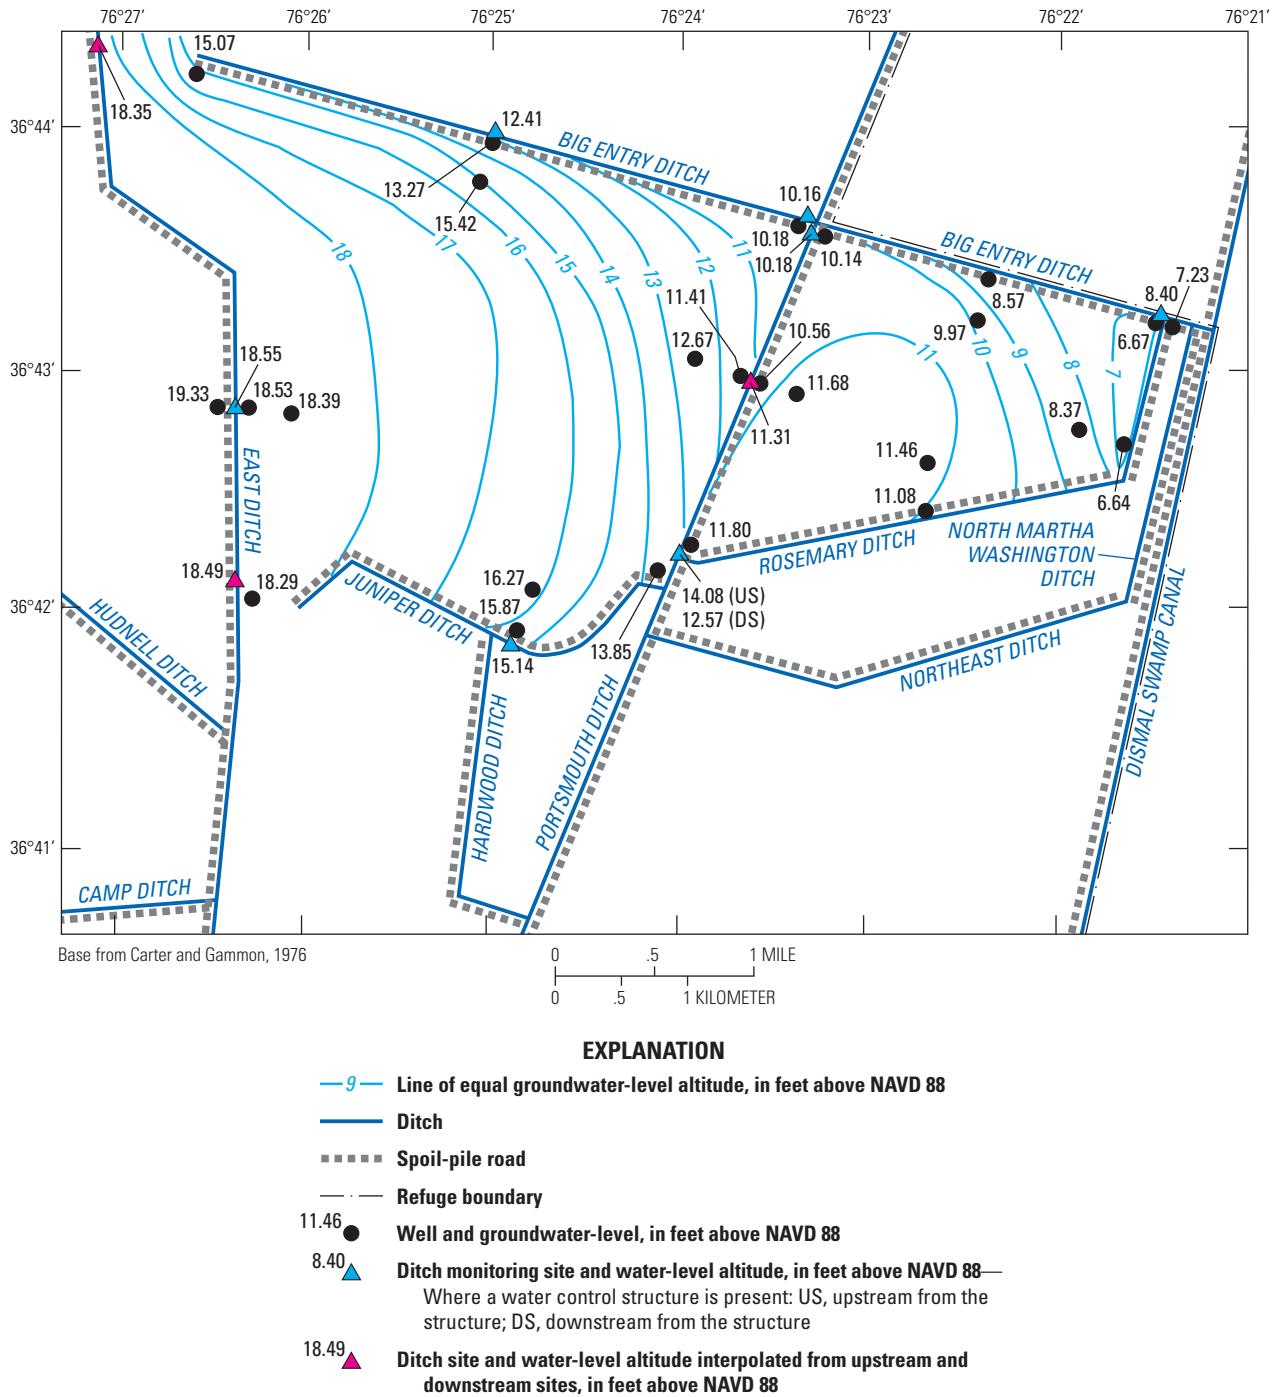 76°27′ 76°26′ 76°25′ 76°24′ 76°23′ 76°22′ 76°21′
15.07
18.35
36°44′
12.41
BIG ENTRY DITCH
13.27
15.42
10.16
10.18
10.18
10.14
BIG ENTRY DITCH
7.23
8.40
6.67
8.57
9.97
18 17 16 15 14 13 12 11
11 10 9 8 7
11.41
12.67
10.56
36°43′
11.68
11.31
19.33
18.55
18.53
18.39
8.37
EAST DITCH
11.46
11.08
6.64
11.80
ROSEMARY DITCH
NORTH MARTHA
WASHINGTON
DITCH
18.49
18.29
JUNIPER DITCH
16.27
15.87
14.08 (US)
12.57 (DS)
36°42′
HUDNELL DITCH
15.14
13.85
NORTHEAST DITCH
DISMAL SWAMP CANAL
HARDWOOD DITCH
PORTSMOUTH DITCH
36°41′
CAMP DITCH
Base from Carter and Gammon, 1976
0 .5 1 MILE
0 .5 1 KILOMETER
EXPLANATION
9 Line of equal groundwater-level altitude, in feet above NAVD 88
Ditch
Spoil-pile road
Refuge boundary
11.46 Well and groundwater-level, in feet above NAVD 88
8.40 Ditch monitoring site and water-level altitude, in feet above NAVD 88—
Where a water control structure is present: US, upstream from the
structure; DS, downstream from the structure
18.49 Ditch site and water-level altitude interpolated from upstream and
downstream sites, in feet above NAVD 88